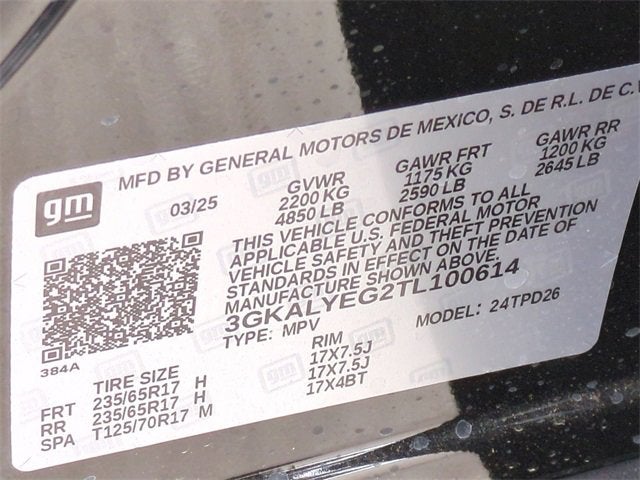 gm
MFD BY GENERAL MOTORS DE MEXICO, S. DE R.L. DE C.V
03/25
GVWR
2200 KG
4850 LB
GAWR FRT
1175 KG
2590 LB
GAWR RR
1200 KG
2645 LB
THIS VEHICLE CONFORMS TO ALL
APPLICABLE U.S. FEDERAL MOTOR
VEHICLE SAFETY AND THEFT PREVENTION
STANDARDS IN EFFECT ON THE DATE OF
MANUFACTURE SHOWN ABOVE.
3GKALYEG2TL100614
TYPE: MPV
MODEL: 24TPD26
384A
TIRE SIZE
RIM
FRT 235/65R17 H 17X7.5J
RR 235/65R17 H 17X7.5J
SPA T125/70R17 M 17X4BT